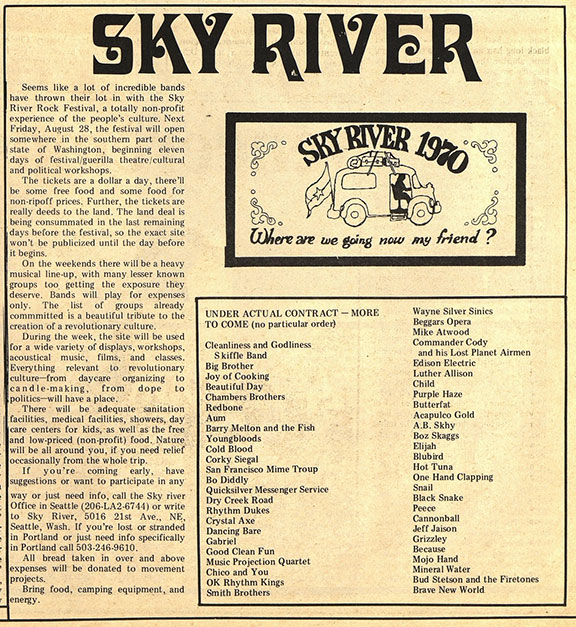 SKY RIVER
Seems like a lot of incredible bands
have thrown their lot in with the Sky
River Rock Festival, a totally non-profit
experience of the people's culture. Next
Friday, August 28, the festival will open
somewhere in the southern part of the
state of Washington, beginning eleven
days of festival/guerilla theatre/cultural
and political workshops.
The tickets are a dollar a day, there'll
be some free food and some food for
non-ripoff prices. Further, the tickets are
really deeds to the land. The land deal is
being consummated in the last remaining
days before the festival, so the exact site
won't be publicized until the day before
it begins.
On the weekends there will be a heavy
musical line-up, with many lesser known
groups too getting the exposure they
deserve. Bands will play for expenses
only. The list of groups already
commmitted is a beautiful tribute to the
creation of a revolutionary culture.
During the week, the site will be used
for a wide variety of displays, workshops,
acoustical music, films, and classes.
Everything relevant to revolutionary
culture—from daycare organizing to
candle-making, from dope to
politics—will have a place.
There will be adequate sanitation
facilities, medical facilities, showers, day
care centers for kids, as well as the free
and low-priced (non-profit) food. Nature
will be all around you, if you need relief
occasionally from the whole trip.
If you're coming early, have
suggestions or want to participate in any
way or just need info, call the Sky river
Office in Seattle (206-LA2-6744) or write
to Sky River, 5016 21st Ave., NE,
Seattle, Wash. If you're lost or stranded
in Portland or just need info specifically
in Portland call 503-246-9610.
All bread taken in over and above
expenses will be donated to movement
projects.
Bring food, camping equipment, and
energy.
SKY RIVER 1970
Where are we going now my friend ?
UNDER ACTUAL CONTRACT — MORE
TO COME (no particular order)
Cleanliness and Godliness
Skiffle Band
Big Brother
Joy of Cooking
Beautiful Day
Chambers Brothers
Redbone
Aum
Barry Melton and the Fish
Youngbloods
Cold Blood
Corky Siegal
San Francisco Mime Troup
Bo Diddly
Quicksilver Messenger Service
Dry Creek Road
Rhythm Dukes
Crystal Axe
Dancing Bare
Gabriel
Good Clean Fun
Music Projection Quartet
Chico and You
OK Rhythm Kings
Smith Brothers
Wayne Silver Sinics
Beggars Opera
Mike Atwood
Commander Cody
and his Lost Planet Airmen
Edison Electric
Luther Allison
Child
Purple Haze
Butterfat
Acapulco Gold
A.B. Skhy
Boz Skaggs
Elijah
Blubird
Hot Tuna
One Hand Clapping
Snail
Black Snake
Peece
Cannonball
Jeff Jaison
Grizzley
Because
Mojo Hand
Mineral Water
Bud Stetson and the Firetones
Brave New World